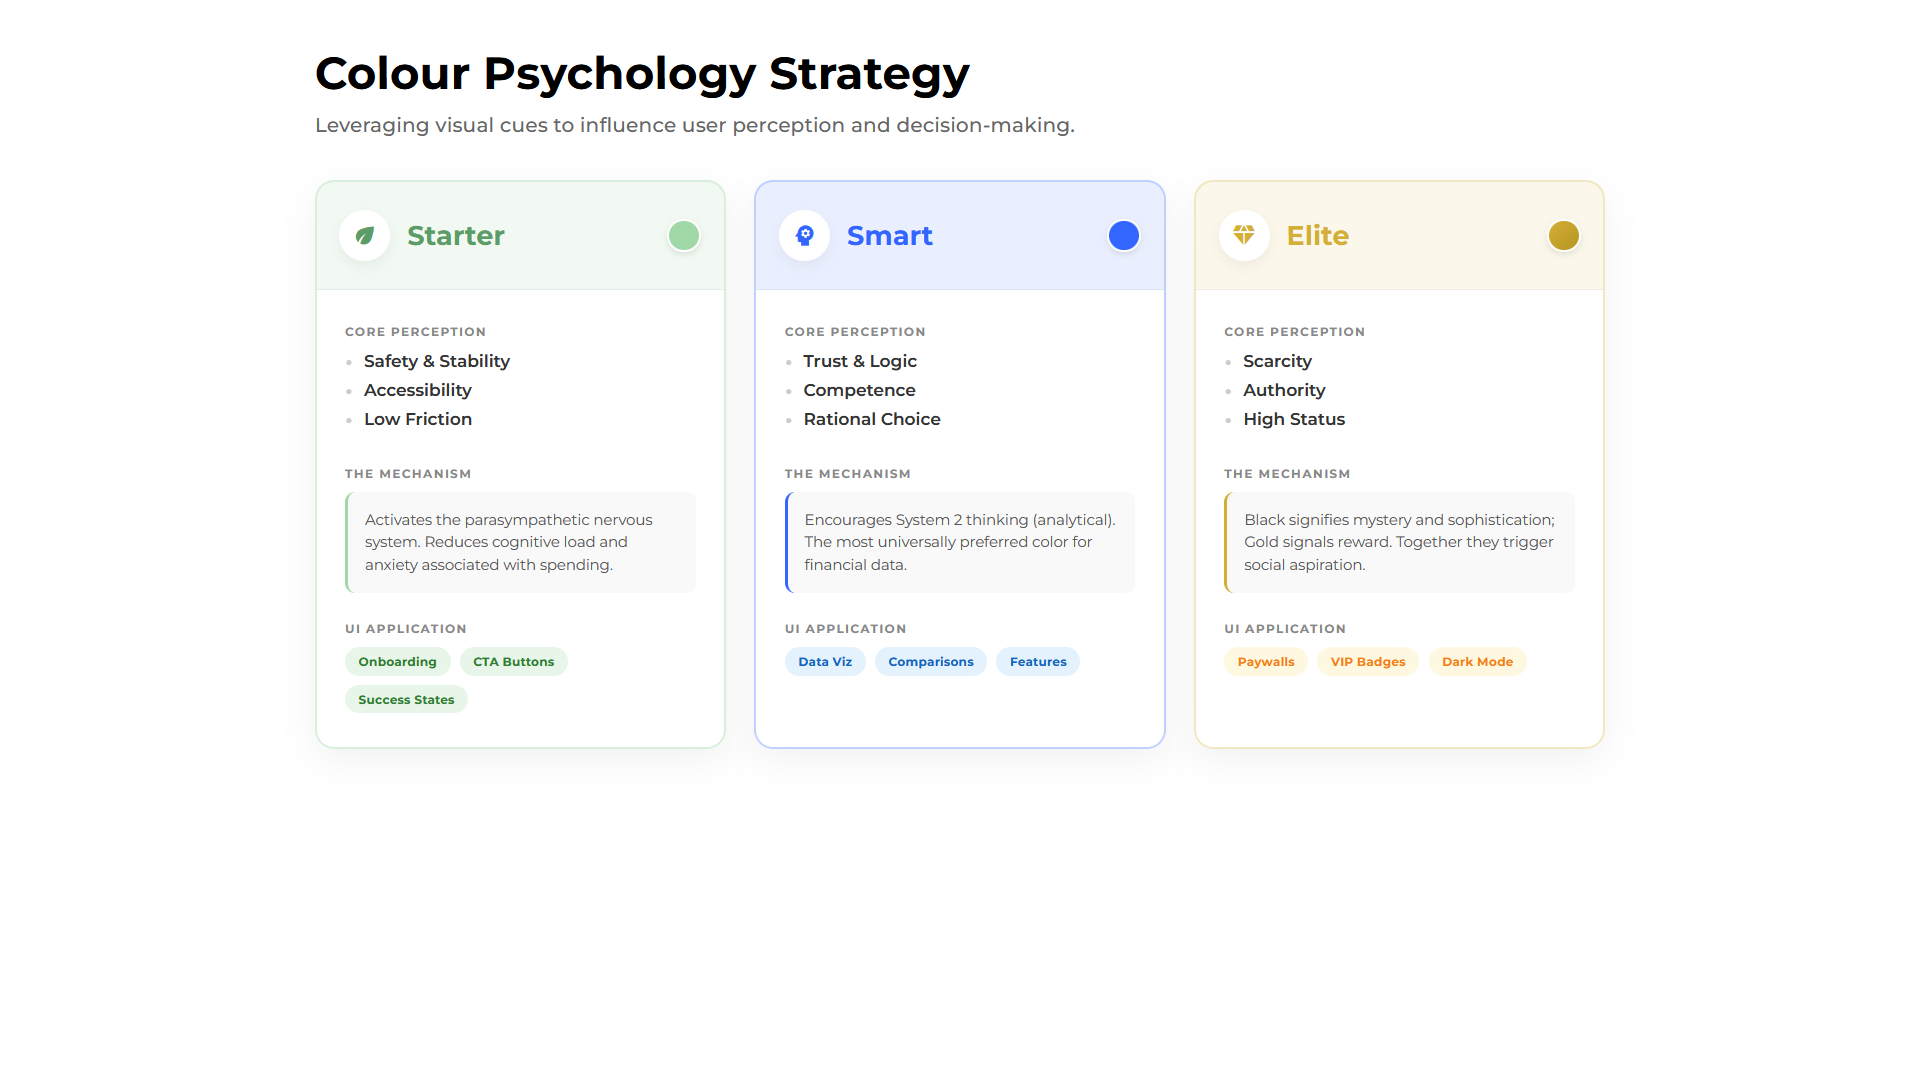 Colour Psychology Strategy
Leveraging visual cues to influence user perception and decision-making.
Starter
CORE PERCEPTION
Safety & Stability
Accessibility
Low Friction
THE MECHANISM
Activates the parasympathetic nervous
system. Reduces cognitive load and
anxiety associated with spending.
UI APPLICATION
Onboarding
CTA Buttons
Success States
Smart
CORE PERCEPTION
Trust & Logic
Competence
Rational Choice
THE MECHANISM
Encourages System 2 thinking (analytical).
The most universally preferred color for
financial data.
UI APPLICATION
Data Viz
Comparisons
Features
Elite
CORE PERCEPTION
Scarcity
Authority
High Status
THE MECHANISM
Black signifies mystery and sophistication;
Gold signals reward. Together they trigger
social aspiration.
UI APPLICATION
Paywalls
VIP Badges
Dark Mode